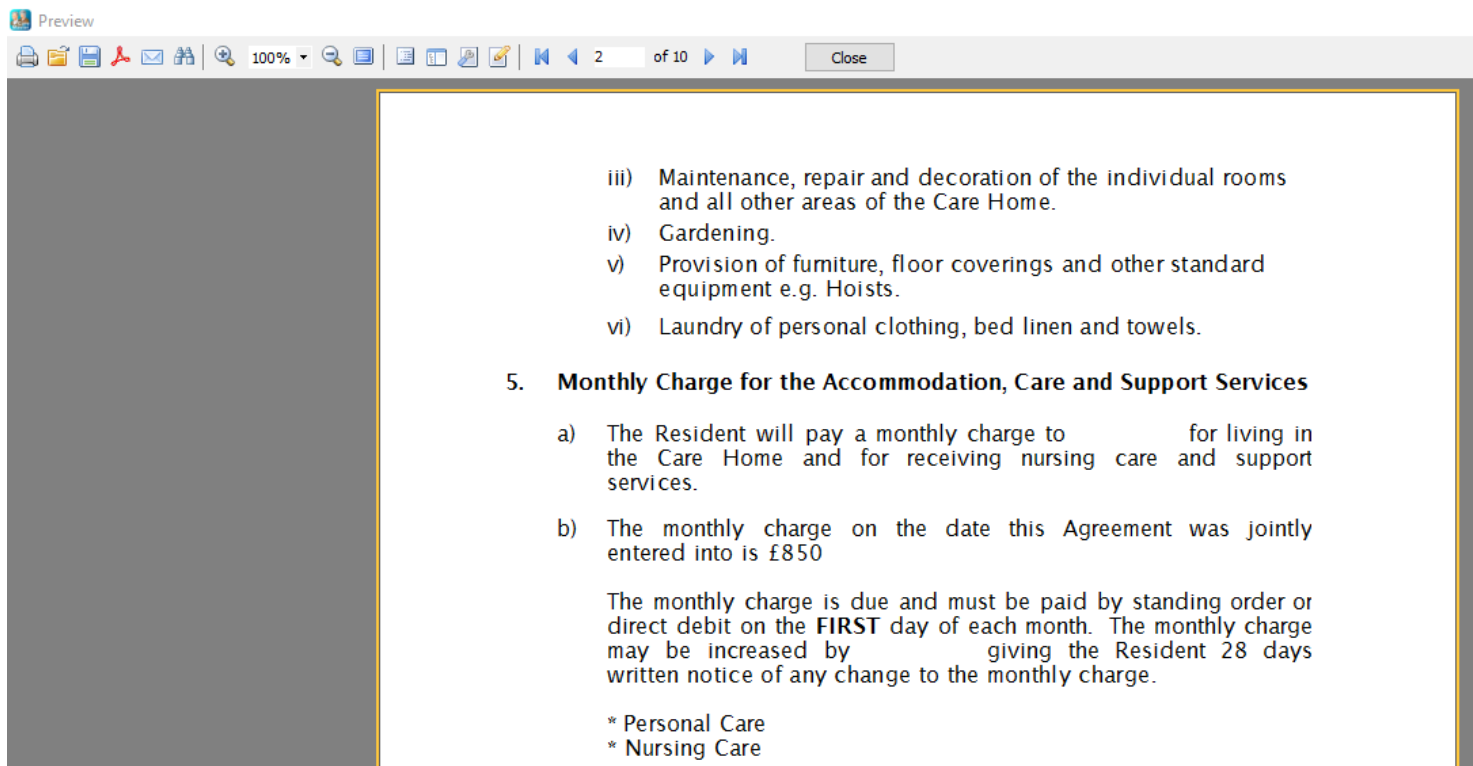 Preview
100% 2 of 10 Close
iii) Maintenance, repair and decoration of the individual rooms
and all other areas of the Care Home.
iv) Gardening.
v) Provision of furniture, floor coverings and other standard
equipment e.g. Hoists.
vi) Laundry of personal clothing, bed linen and towels.
5. Monthly Charge for the Accommodation, Care and Support Services
a) The Resident will pay a monthly charge to for living in
the Care Home and for receiving nursing care and support
services.
b) The monthly charge on the date this Agreement was jointly
entered into is £850
The monthly charge is due and must be paid by standing order or
direct debit on the FIRST day of each month. The monthly charge
may be increased by giving the Resident 28 days
written notice of any change to the monthly charge.
* Personal Care
* Nursing Care